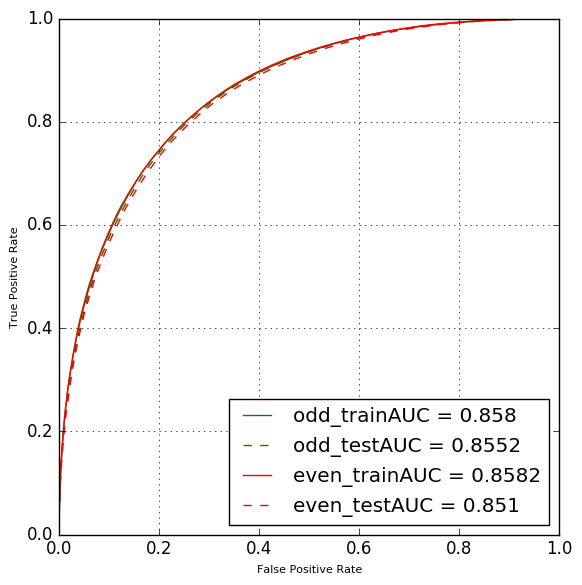 1.0
0.8
0.6
0.4
0.2
0.0
True Positive Rate
odd_trainAUC = 0.858
odd_testAUC = 0.8552
even_trainAUC = 0.8582
even_testAUC = 0.851
0.0 0.2 0.4 0.6 0.8 1.0
False Positive Rate